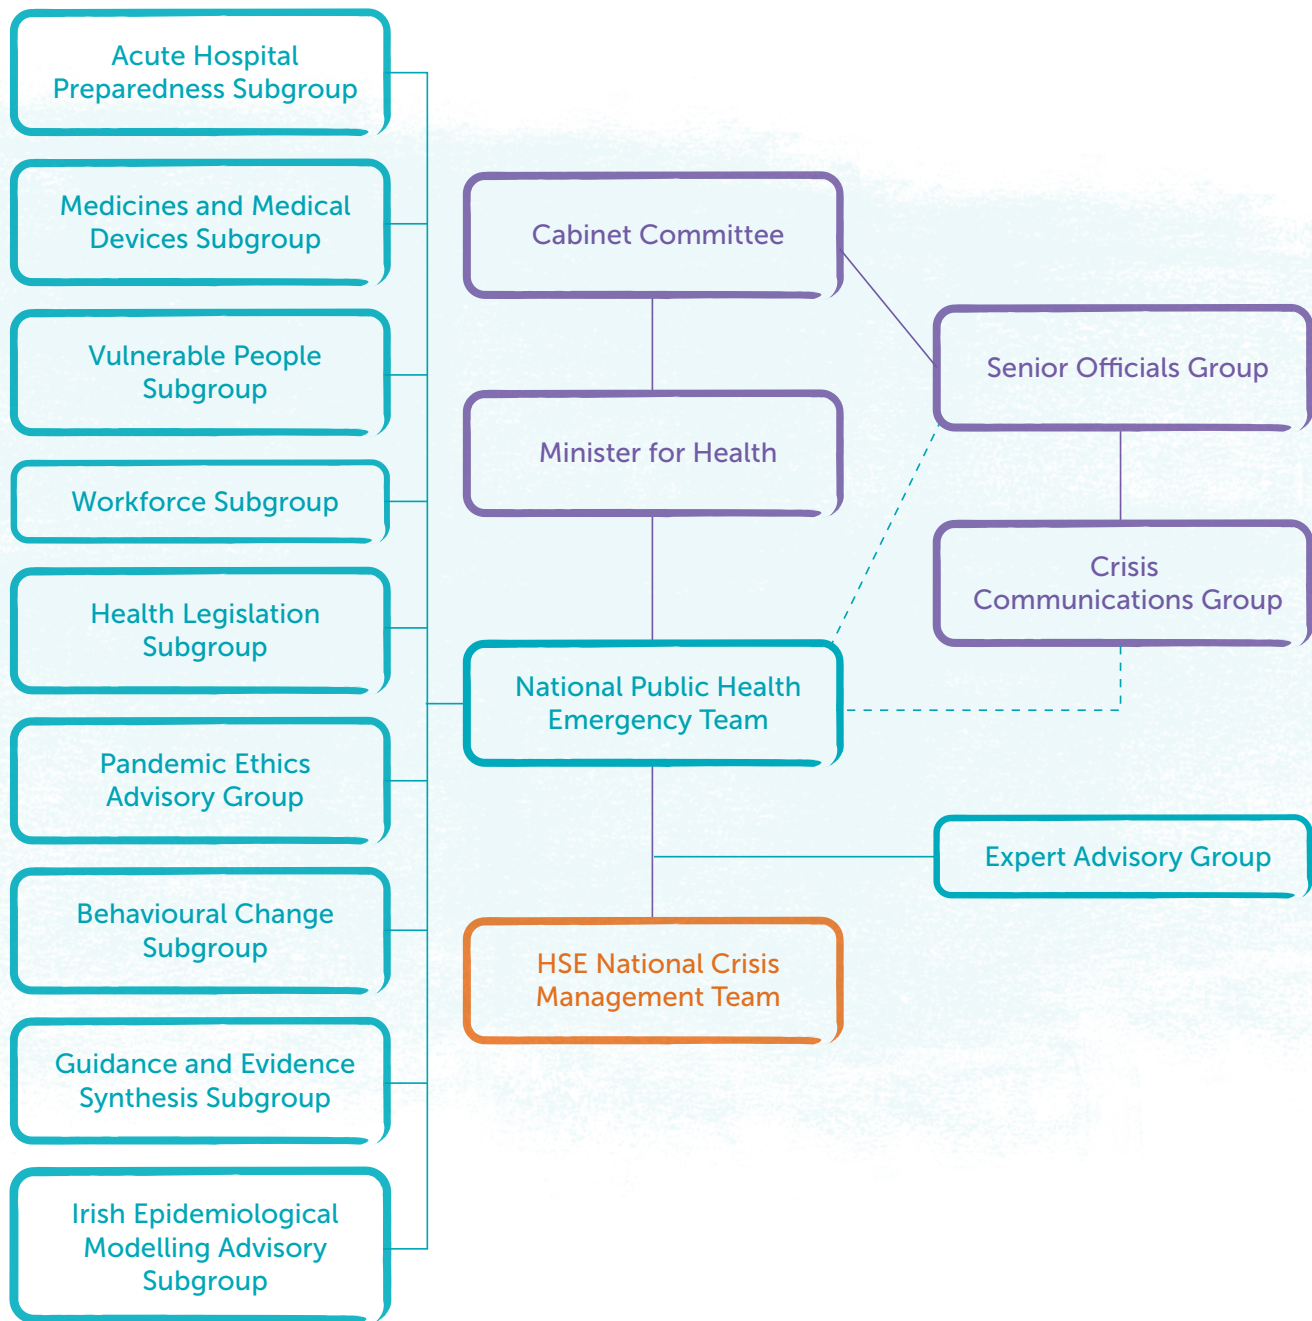 Acute Hospital
Preparedness Subgroup
Medicines and Medical
Devices Subgroup
Vulnerable People
Subgroup
Workforce Subgroup
Health Legislation
Subgroup
Pandemic Ethics
Advisory Group
Behavioural Change
Subgroup
Guidance and Evidence
Synthesis Subgroup
Irish Epidemiological
Modelling Advisory
Subgroup
Cabinet Committee
Minister for Health
National Public Health
Emergency Team
HSE National Crisis
Management Team
Senior Officials Group
Crisis
Communications Group
Expert Advisory Group